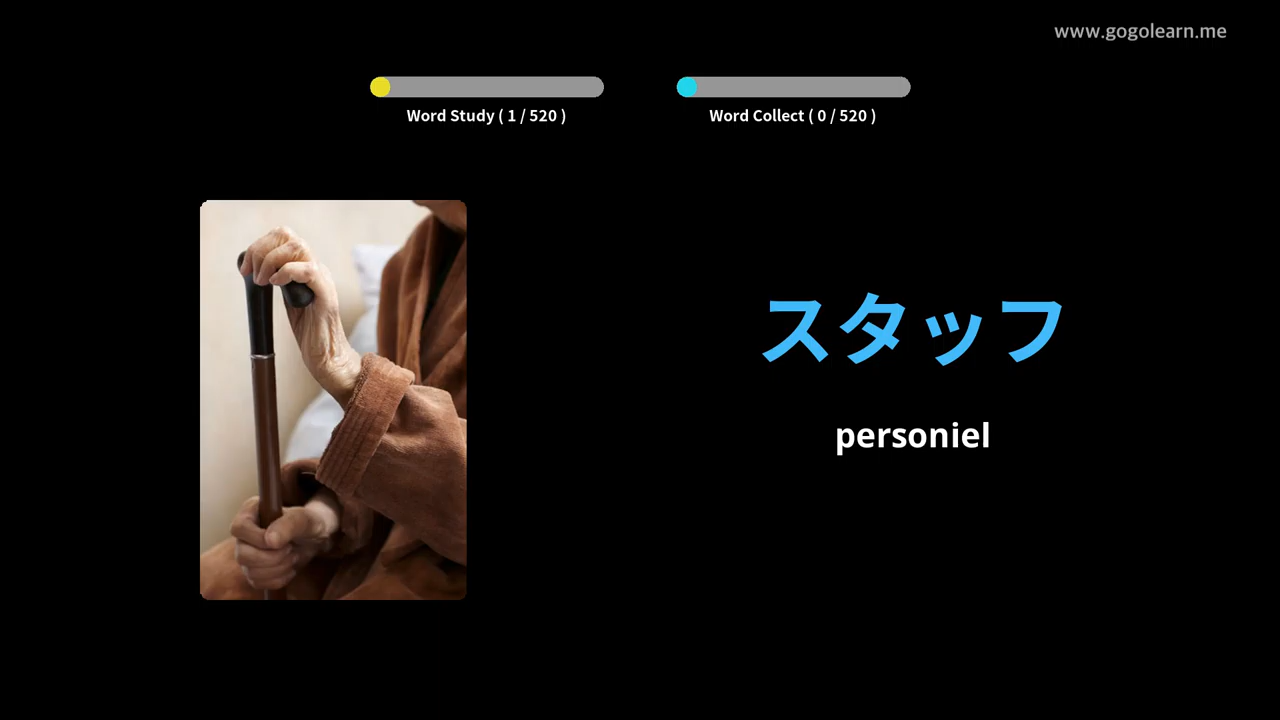 www.gogolearn.me
Word Study ( 1 / 520 )
Word Collect ( 0 / 520 )
スタッフ
personiel